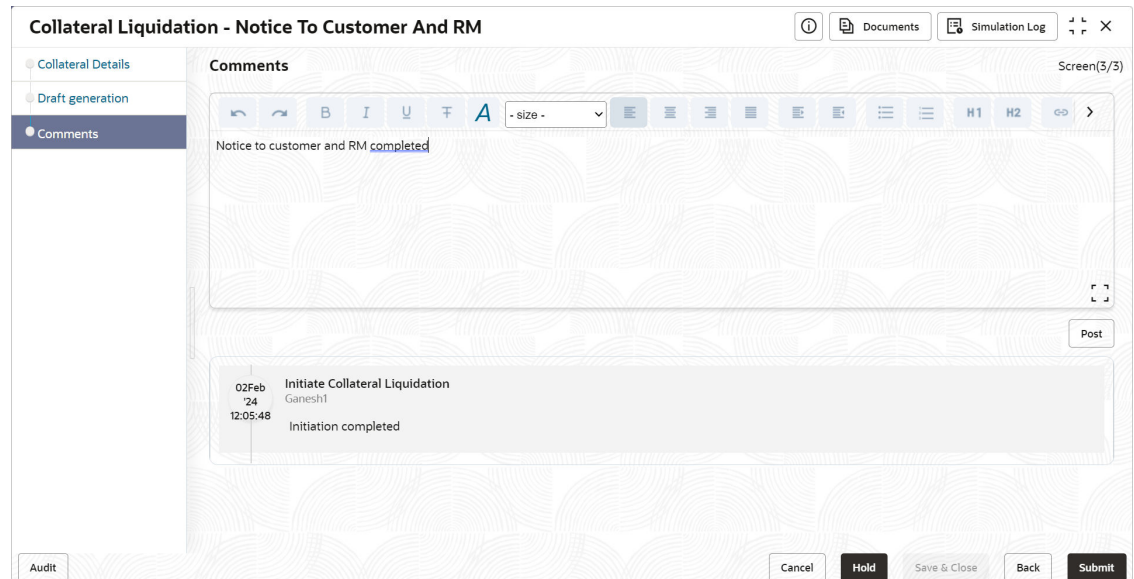 Collateral Liquidation - Notice To Customer And RM
Documents
Simulation Log
Collateral Details
Draft generation
Comments
Comments
Screen(3/3)
B I U T A - size - H1 H2
Notice to customer and RM completed
Post
02Feb
'24
12:05:48
Initiate Collateral Liquidation
Ganesh1
Initiation completed
Audit
Cancel
Hold
Save & Close
Back
Submit